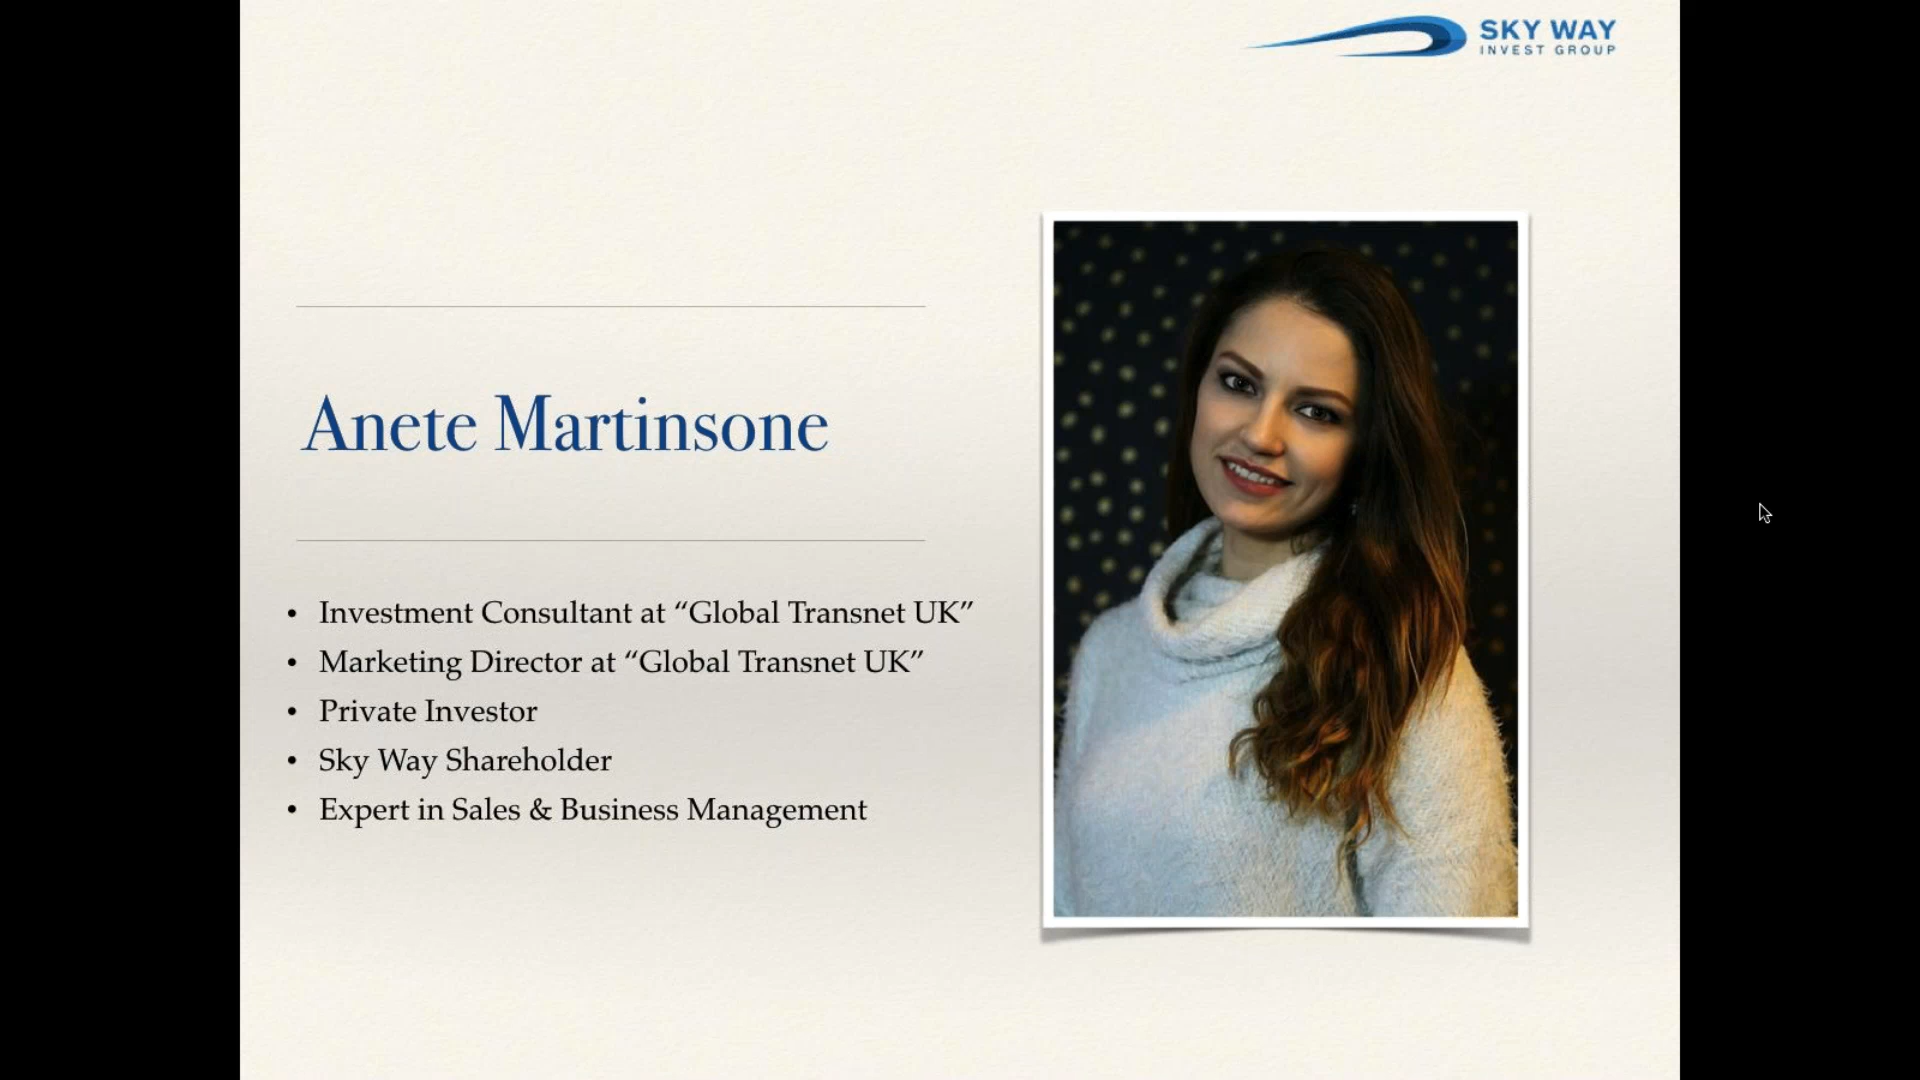 SKY WAY
INVEST GROUP
Anete Martinsone
• Investment Consultant at “Global Transnet UK”
• Marketing Director at “Global Transnet UK”
• Private Investor
• Sky Way Shareholder
• Expert in Sales & Business Management